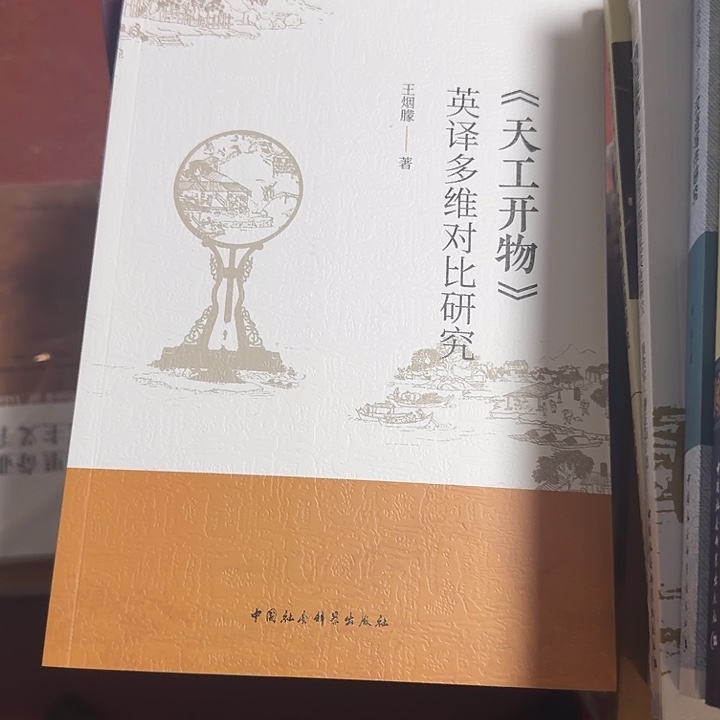 《天工开物》
英译多维对比研究
王烟朦——著
中国社会科学出版社